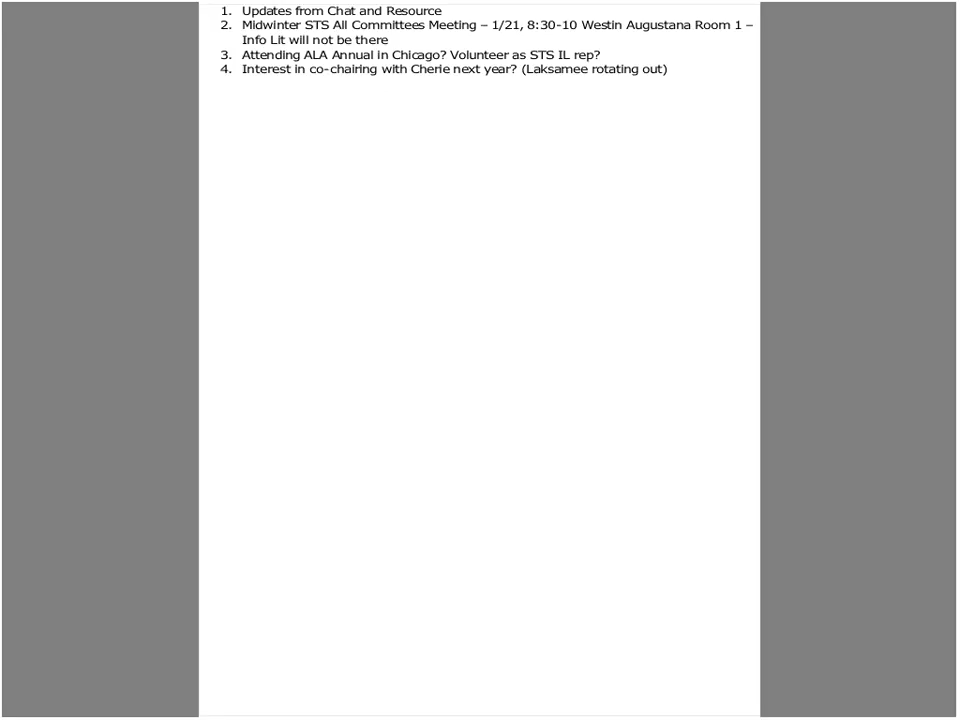 1. Updates from Chat and Resource
2. Midwinter STS All Committees Meeting – 1/21, 8:30-10 Westin Augustana Room 1 –
Info Lit will not be there
3. Attending ALA Annual in Chicago? Volunteer as STS IL rep?
4. Interest in co-chairing with Cherie next year? (Laksamee rotating out)